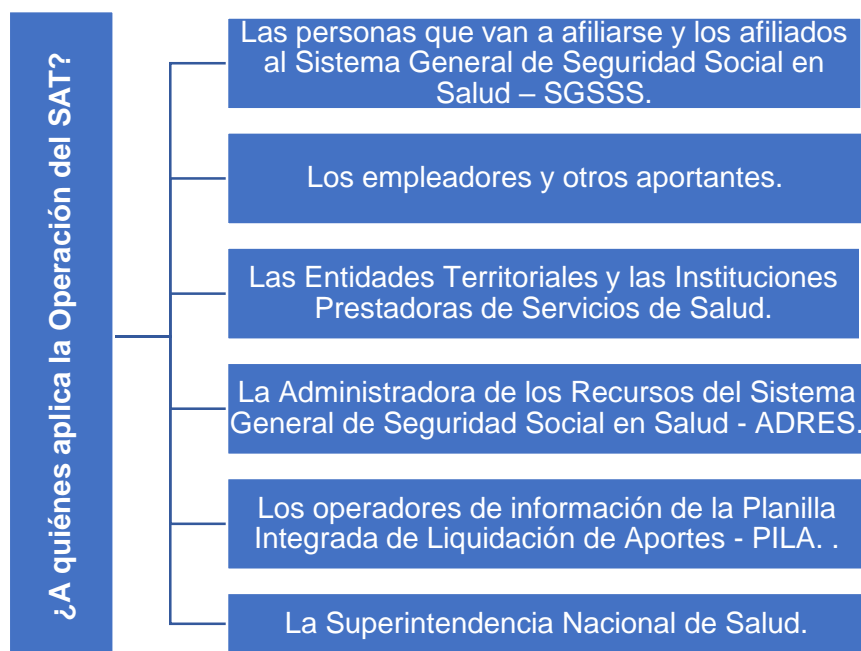 ¿A quiénes aplica la Operación del SAT?
Las personas que van a afiliarse y los afiliados
al Sistema General de Seguridad Social en
Salud – SGSSS.
Los empleadores y otros aportantes.
Las Entidades Territoriales y las Instituciones
Prestadoras de Servicios de Salud.
La Administradora de los Recursos del Sistema
General de Seguridad Social en Salud - ADRES.
Los operadores de información de la Planilla
Integrada de Liquidación de Aportes - PILA. .
La Superintendencia Nacional de Salud.